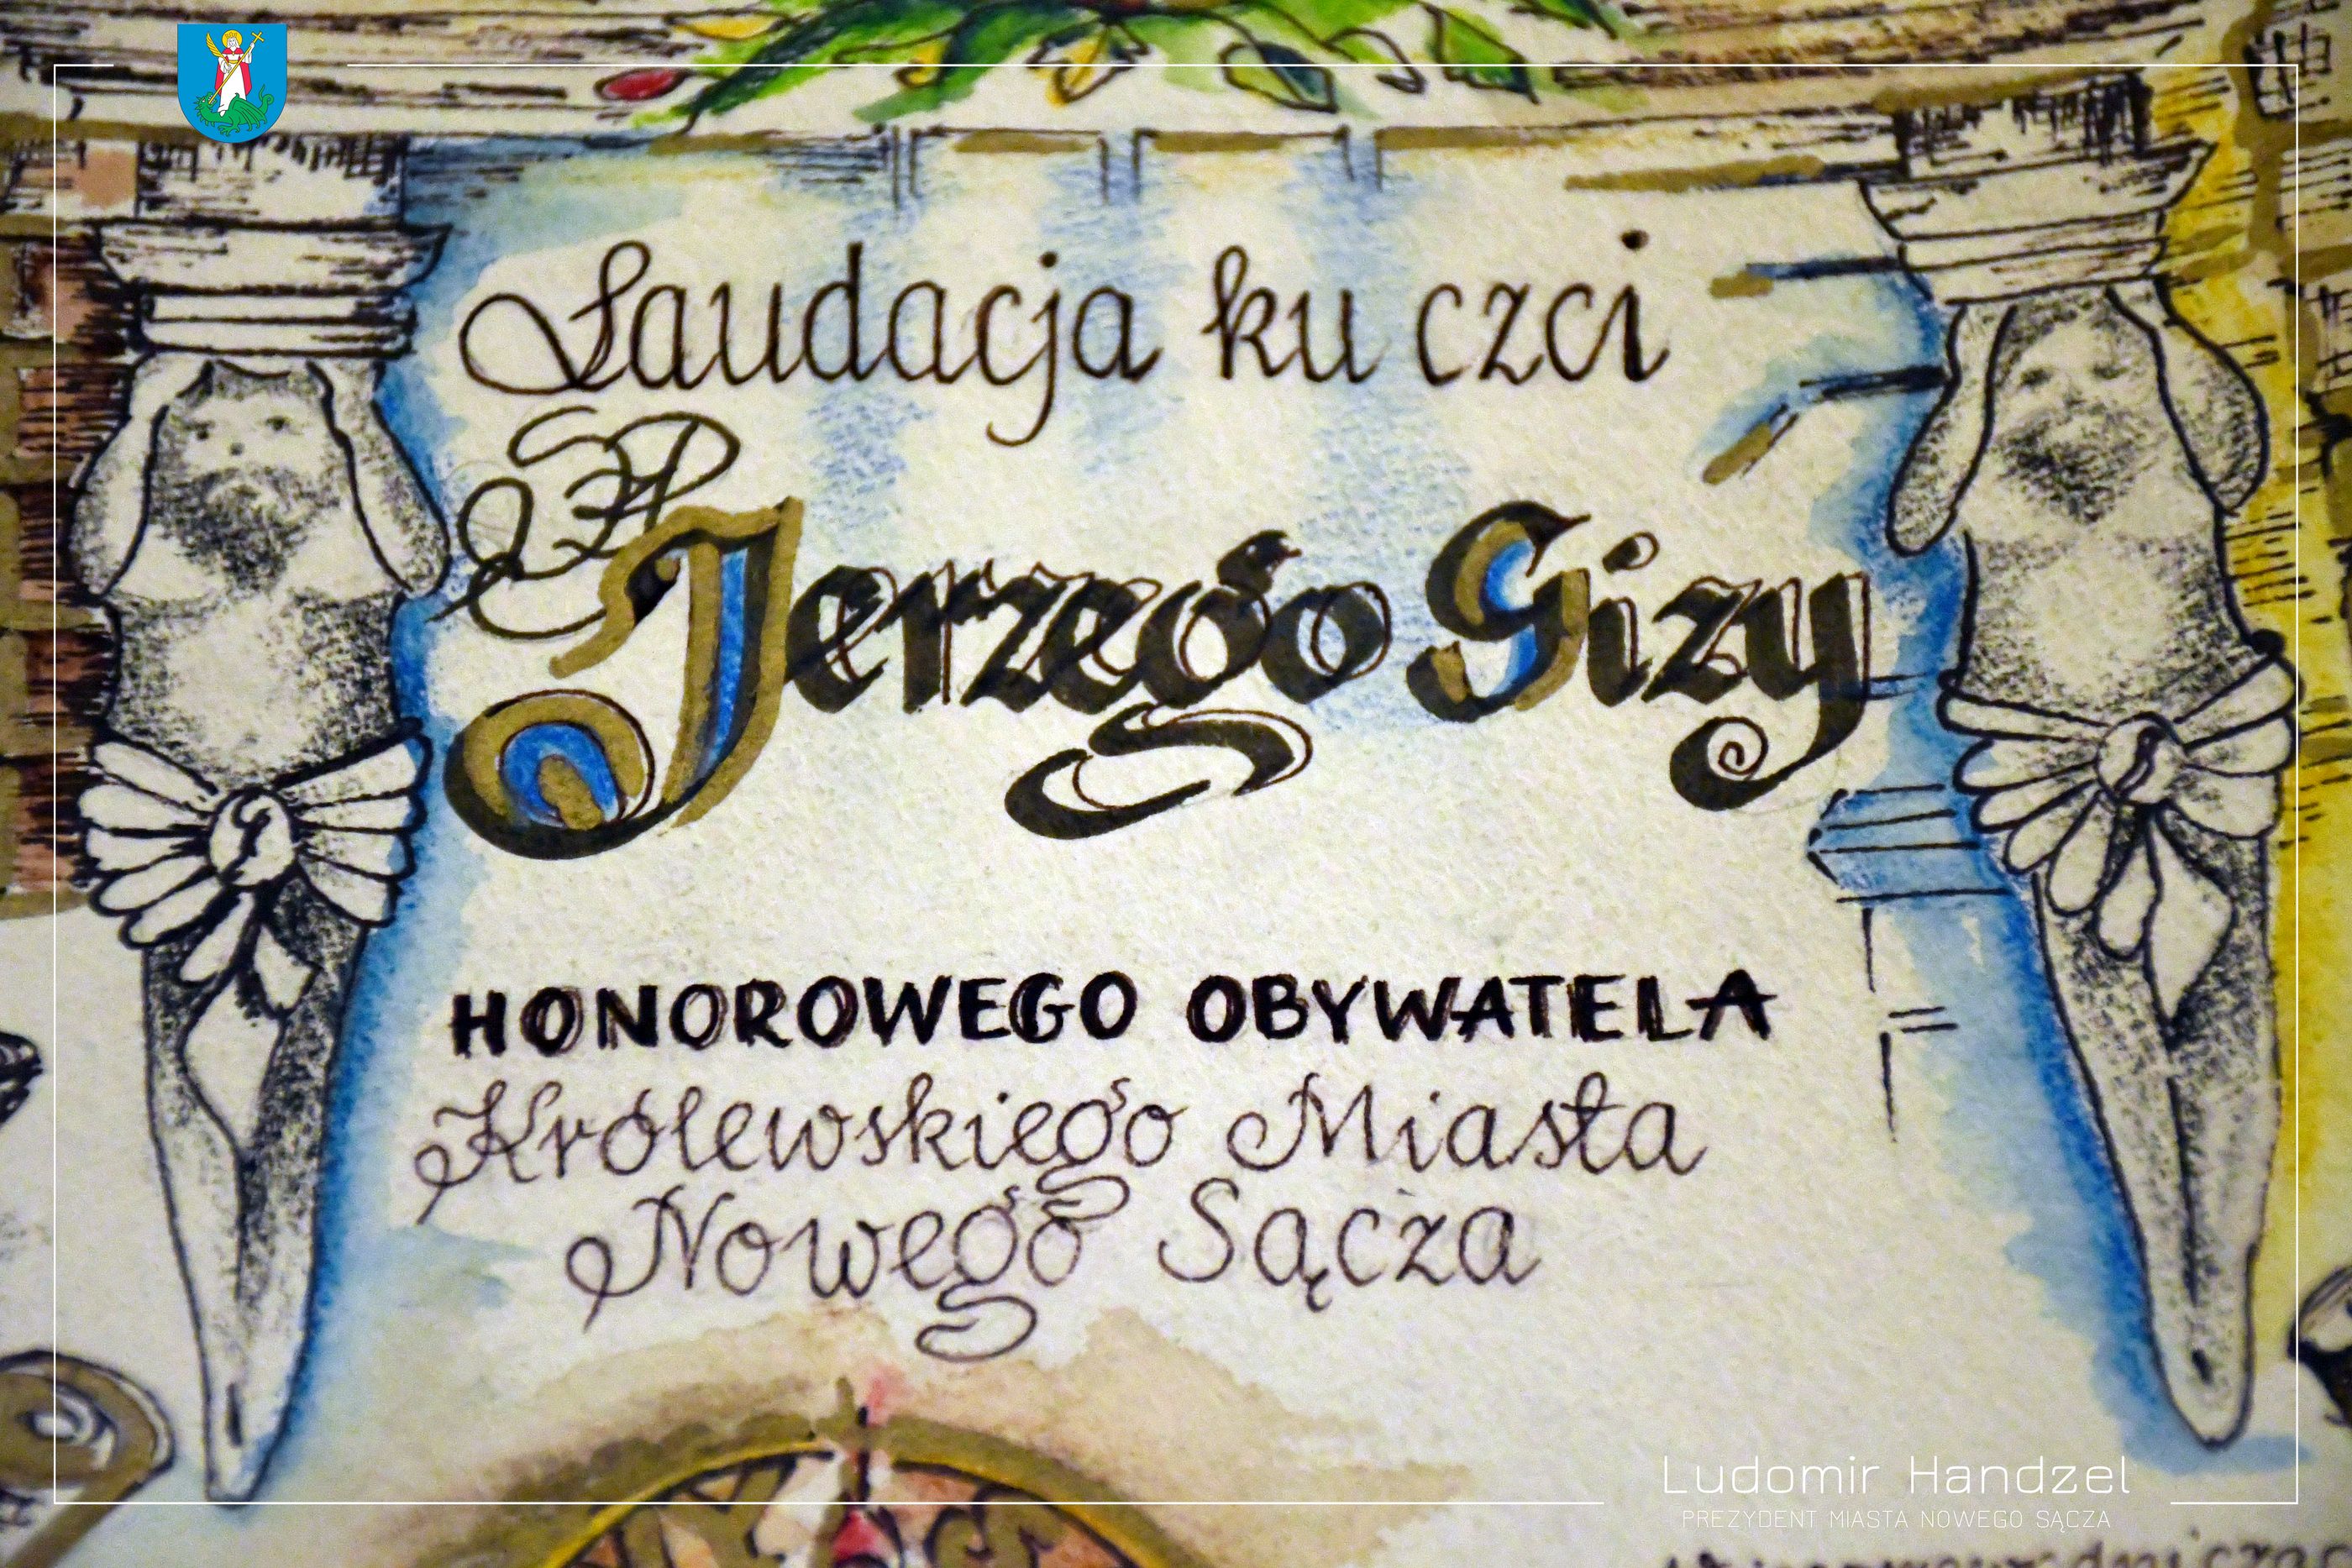 Laudacja ku czci
Jerzego Gizy
HONOROWEGO OBYWATELA
Królewskiego Miasta
Nowego Sącza
Ludomir Handzel
PREZYDENT MIASTA NOWEGO SĄCZA